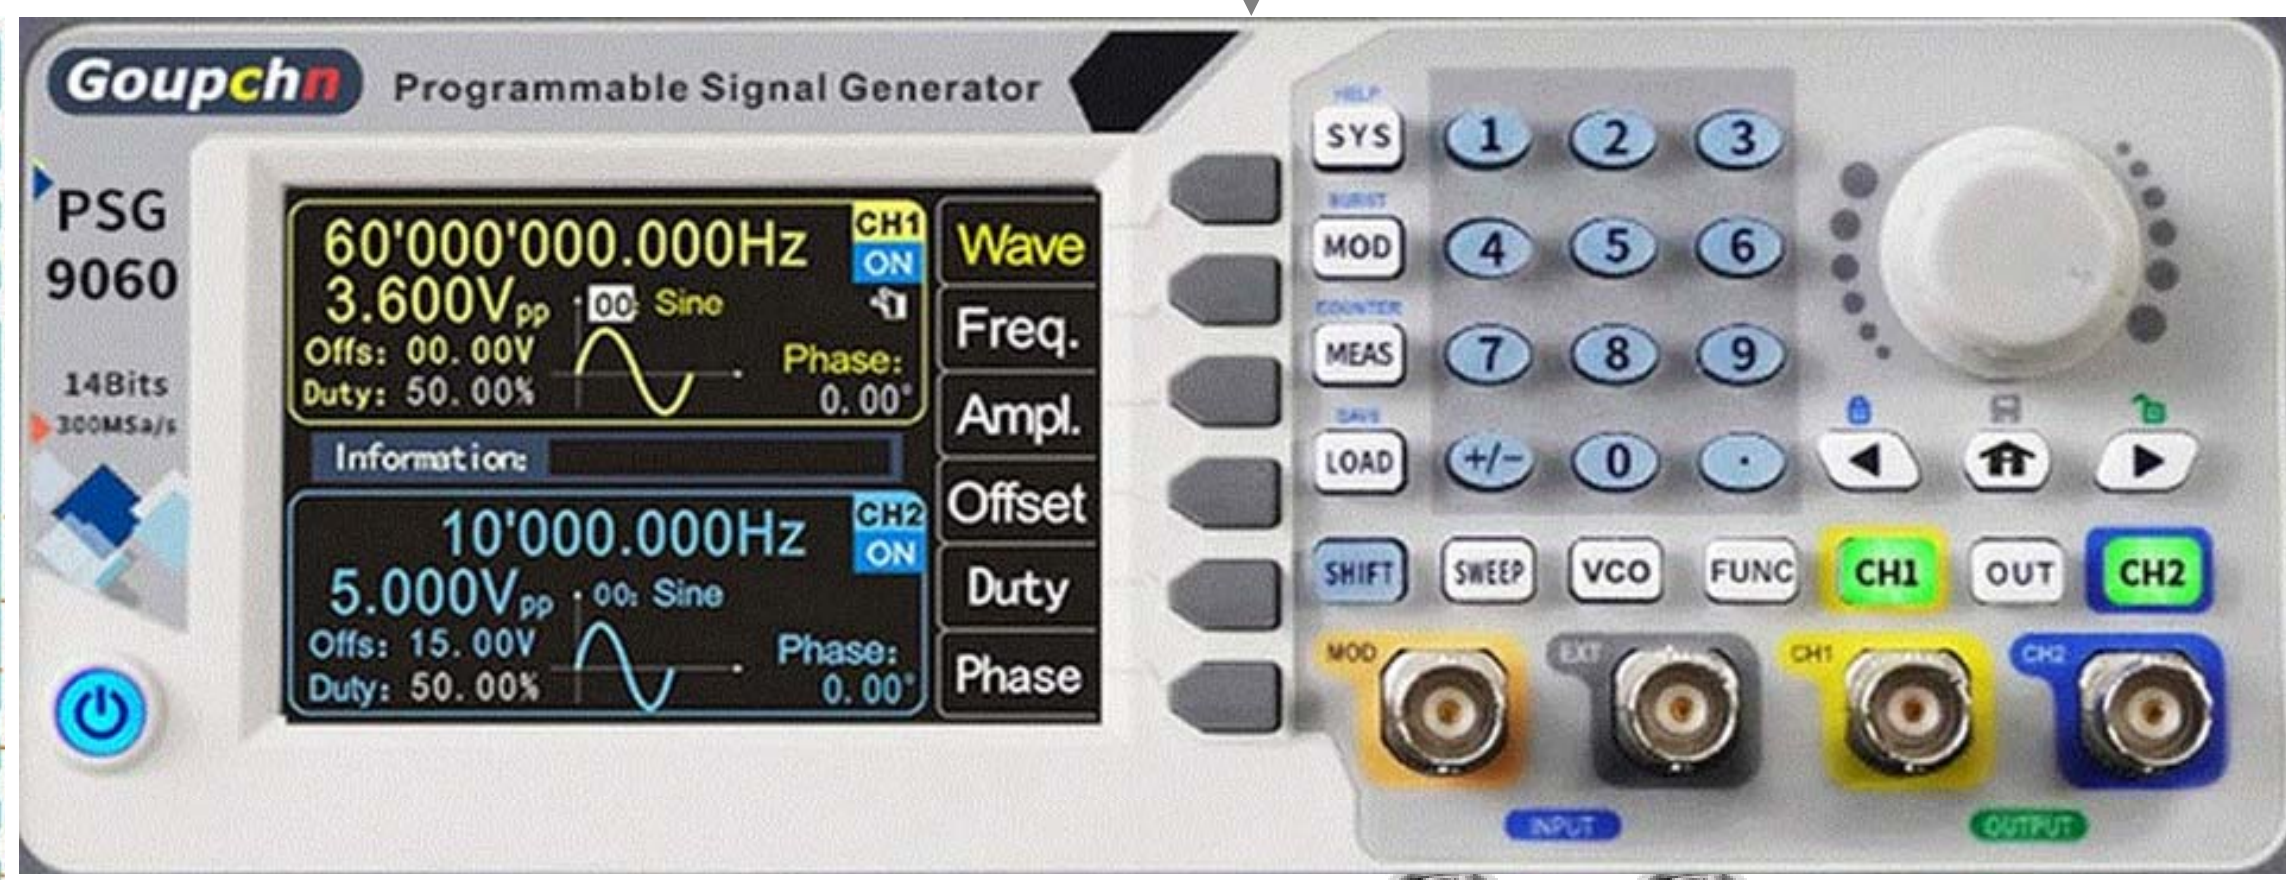 Goupchn Programmable Signal Generator
PSG
9060
14Bits
300MSa/s
60'000'000.000Hz
CH1
ON
3.600Vpp
00: Sine
Offs: 00.00V
Phase:
Duty: 50.00%
0.00°
Information:
10'000.000Hz
CH2
ON
5.000Vpp
00: Sine
Offs: 15.00V
Phase:
Duty: 50.00%
0.00°
Wave
Freq.
Ampl.
Offset
Duty
Phase
HELP
SYS 1 2 3
BURST
MOD 4 5 6
COUNTER
MEAS 7 8 9
SAVE
LOAD +/- 0 .
SHIFT SWEEP VCO FUNC CH1 OUT CH2
MOD EXT CH1 CH2
INPUT OUTPUT